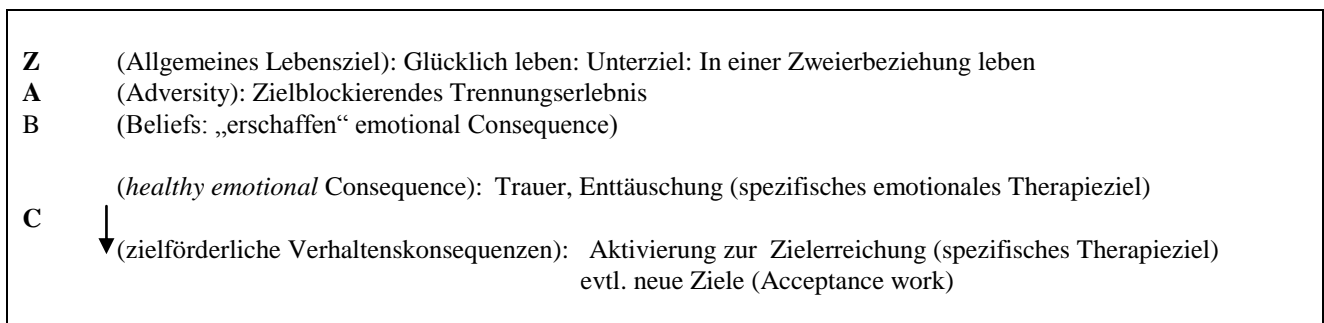 Z (Allgemeines Lebensziel): Glücklich leben: Unterziel: In einer Zweierbeziehung leben
A (Adversity): Zielblockierendes Trennungserlebnis
B (Beliefs: „erschaffen“ emotional Consequence)
(healthy emotional Consequence): Trauer, Enttäuschung (spezifisches emotionales Therapieziel)
C
(zielförderliche Verhaltenskonsequenzen): Aktivierung zur Zielerreichung (spezifisches Therapieziel)
evtl. neue Ziele (Acceptance work)